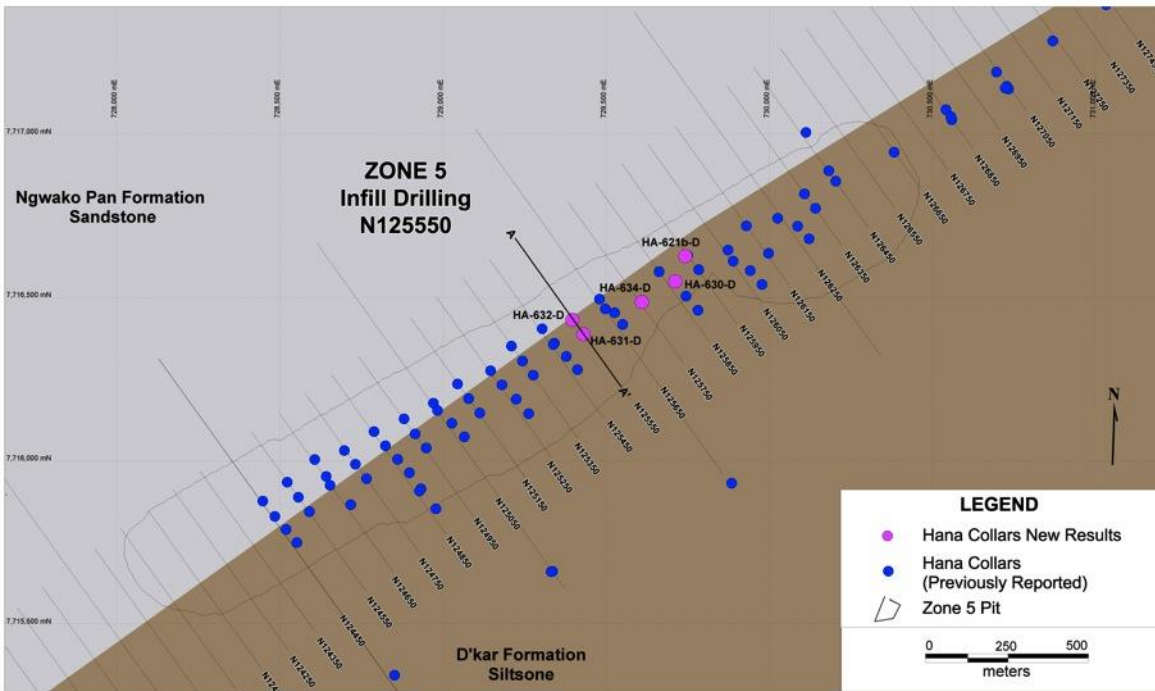 728,000 mE
728,500 mE
729,000 mE
729,500 mE
730,000 mE
730,500 mE
731,000 mE
7,717,000 mN
7,716,500 mN
7,716,000 mN
7,715,500 mN
ZONE 5
Infill Drilling
N125550
Ngwako Pan Formation
Sandstone
A
A'
HA-621b-D
HA-634-D
HA-630-D
HA-632-D
HA-631-D
N127350
N127250
N127150
N127050
N126950
N126850
N126750
N126650
N126550
N126450
N126350
N126250
N126150
N126050
N125950
N125850
N125750
N125650
N125550
N125450
N125350
N125250
N125150
N125050
N124950
N124850
N124750
N124650
N124550
N124450
N124350
N124250
D'kar Formation
Siltsone
N
LEGEND
Hana Collars New Results
Hana Collars
(Previously Reported)
Zone 5 Pit
0 250 500
meters